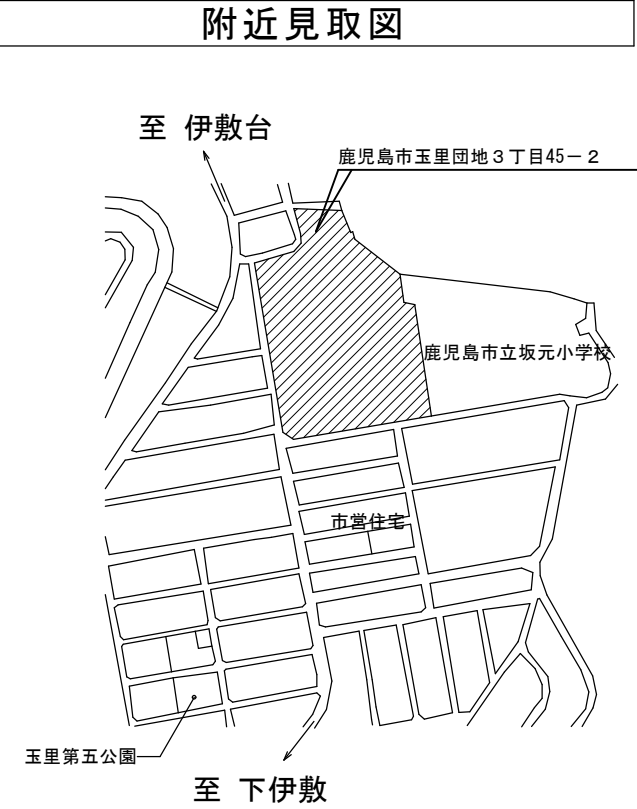 附近見取図
至 伊敷台
鹿児島市玉里団地３丁目45－２
鹿児島市立坂元小学校
市営住宅
玉里第五公園
至 下伊敷